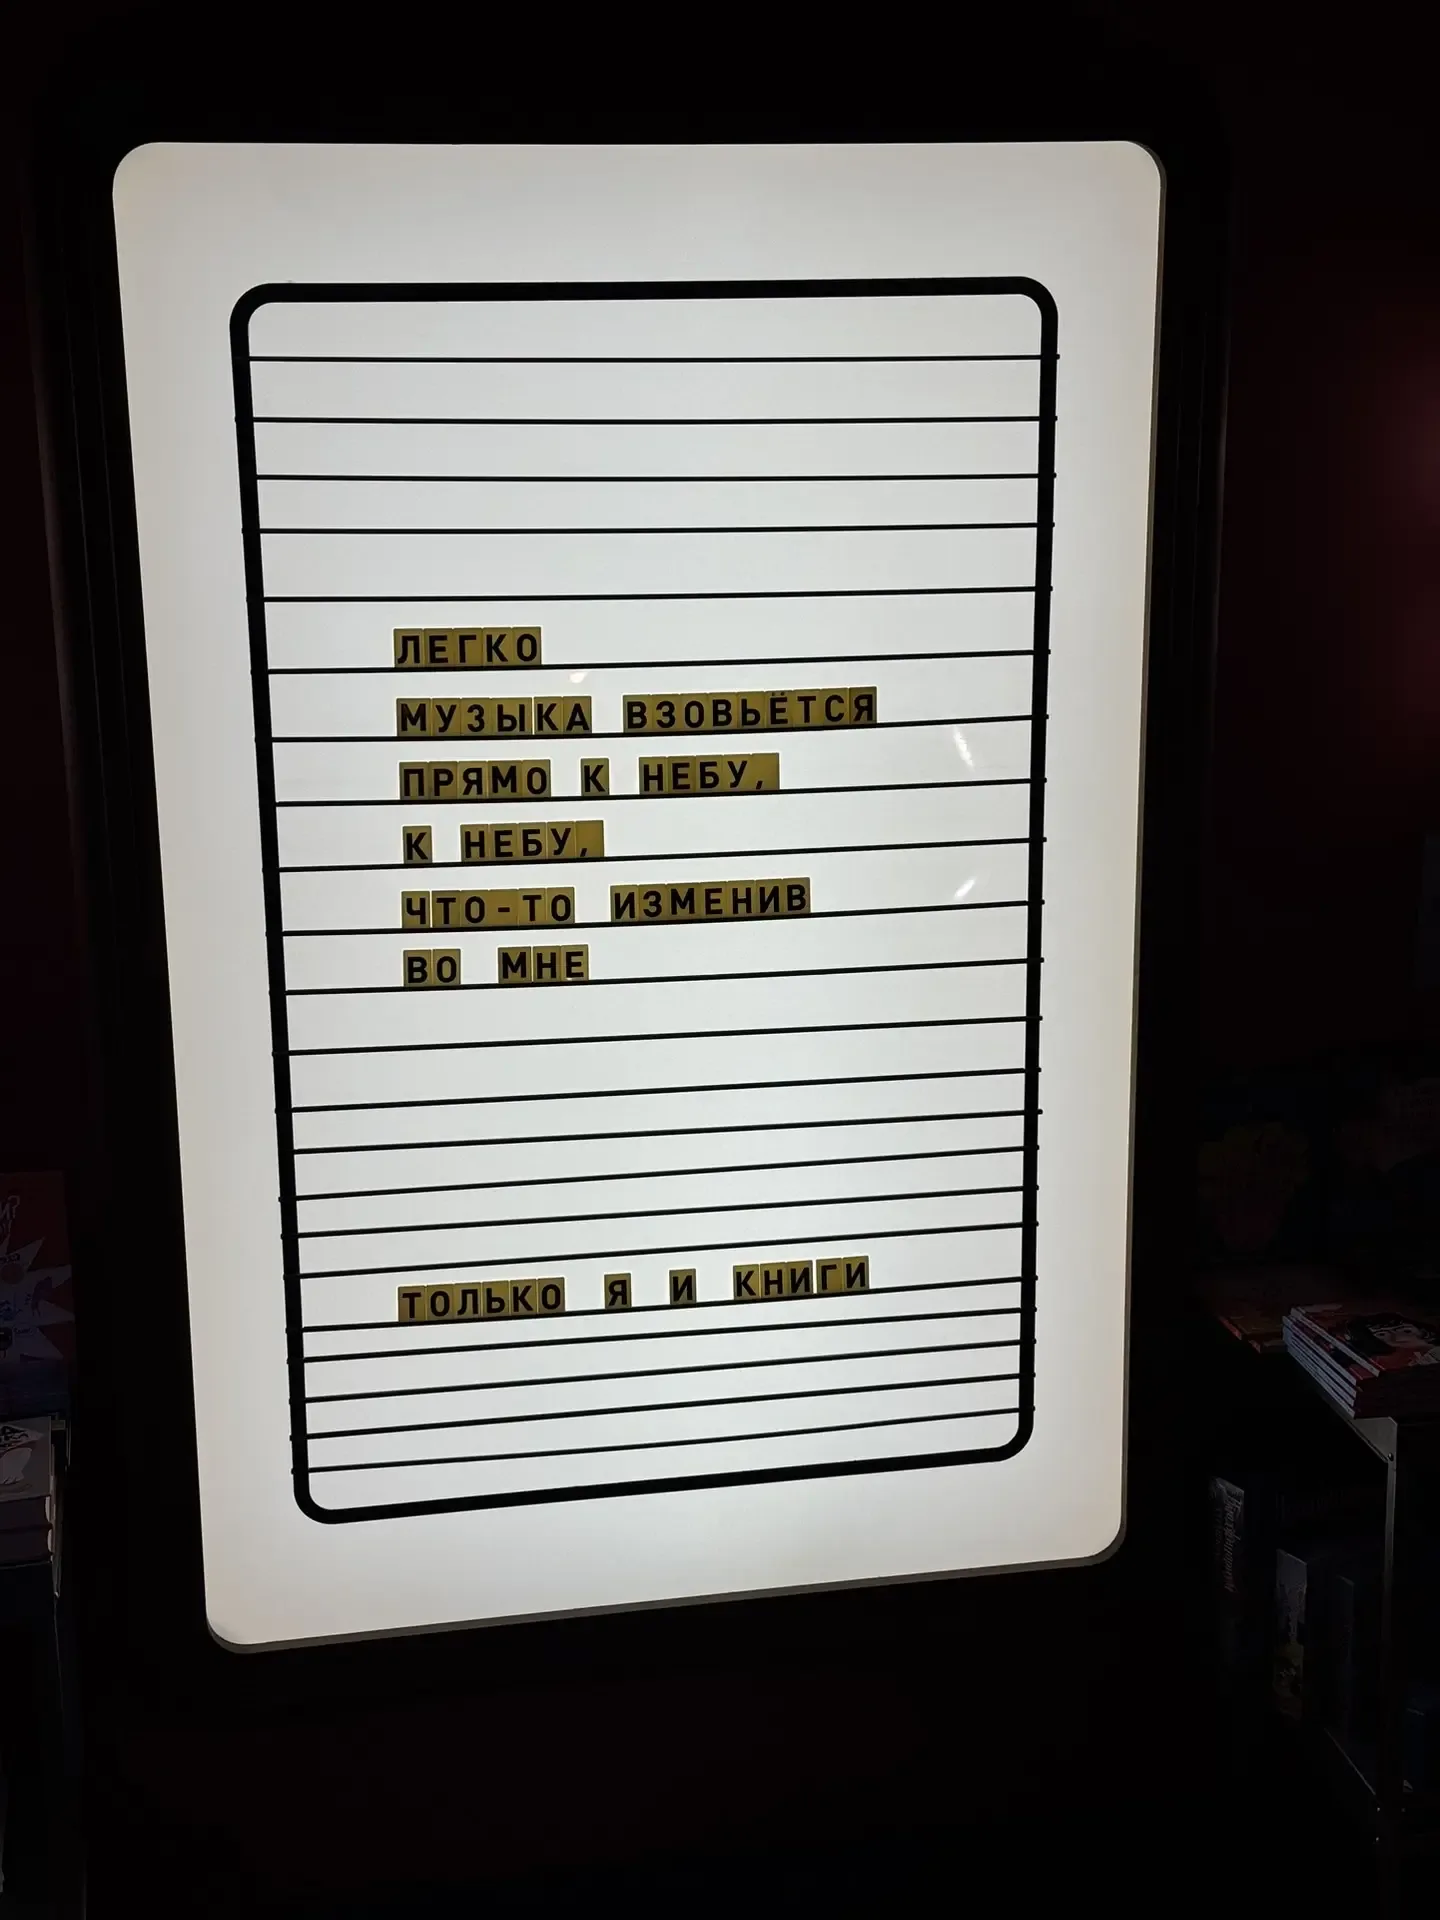 ЛЕГКО
МУЗЫКА ВЗОВЬЁТСЯ
ПРЯМО К НЕБУ,
К НЕБУ,
ЧТО-ТО ИЗМЕНИВ
ВО МНЕ
ТОЛЬКО Я И КНИГИ